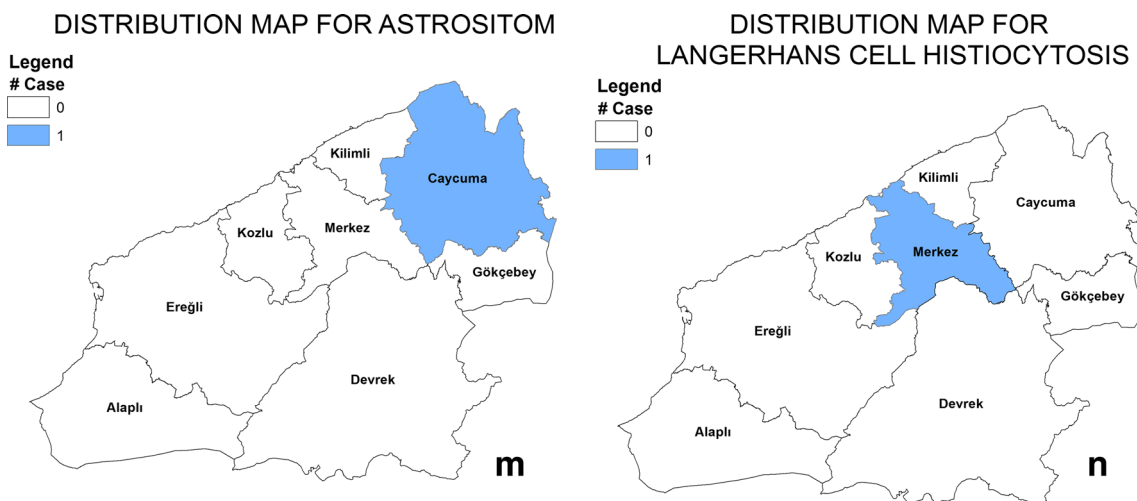 DISTRIBUTION MAP FOR ASTROSITOM
Legend
# Case
0
1
Kilimli
Caycuma
Kozlu
Merkez
Gökçebey
Ereğli
Devrek
Alaplı
m
DISTRIBUTION MAP FOR
LANGERHANS CELL HISTIOCYTOSIS
Legend
# Case
0
1
Kilimli
Caycuma
Kozlu
Merkez
Gökçebey
Ereğli
Devrek
Alaplı
n